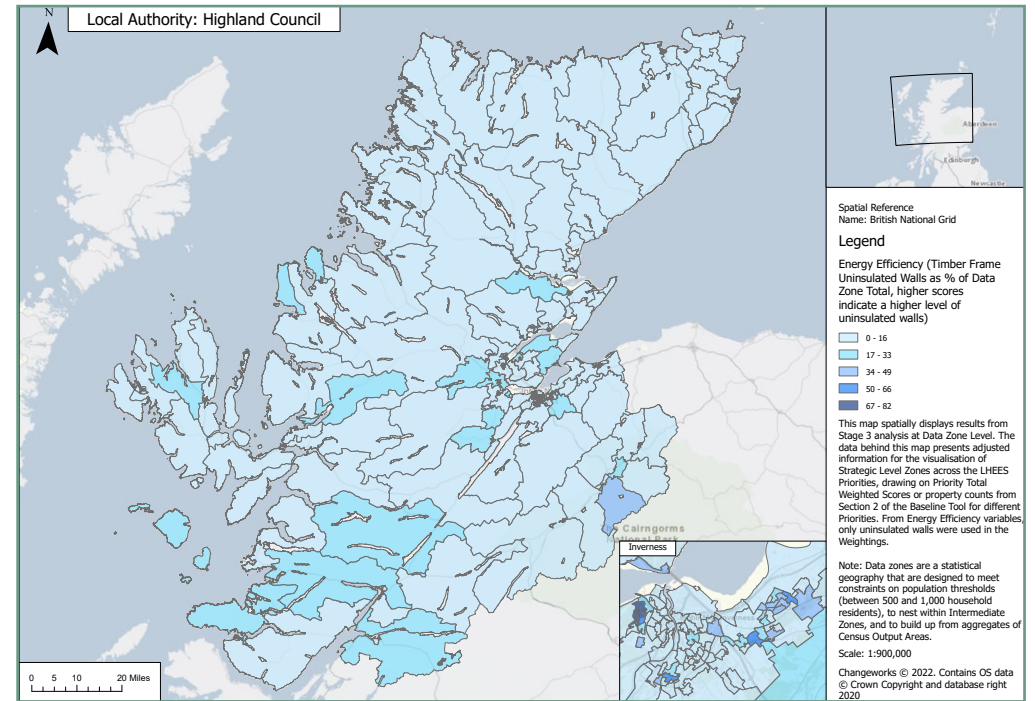 N
Local Authority: Highland Council
Aberdeen
Edinburgh
Newcastle
Spatial Reference
Name: British National Grid
Legend
Energy Efficiency (Timber Frame
Uninsulated Walls as % of Data
Zone Total, higher scores
indicate a higher level of
uninsulated walls)
0 - 16
17 - 33
34 - 49
50 - 66
67 - 82
This map spatially displays results from
Stage 3 analysis at Data Zone Level. The
data behind this map presents adjusted
information for the visualisation of
Strategic Level Zones across the LHEES
Priorities, drawing on Priority Total
Weighted Scores or property counts from
Section 2 of the Baseline Tool for different
Priorities. From Energy Efficiency variables,
only uninsulated walls were used in the
Weightings.
Note: Data zones are a statistical
geography that are designed to meet
constraints on population thresholds
(between 500 and 1,000 household
residents), to nest within Intermediate
Zones, and to build up from aggregates of
Census Output Areas.
Scale: 1:900,000
Changeworks © 2022. Contains OS data
© Crown Copyright and database right
2020
Cairngorms
National Park
Inverness
0 5 10 20 Miles